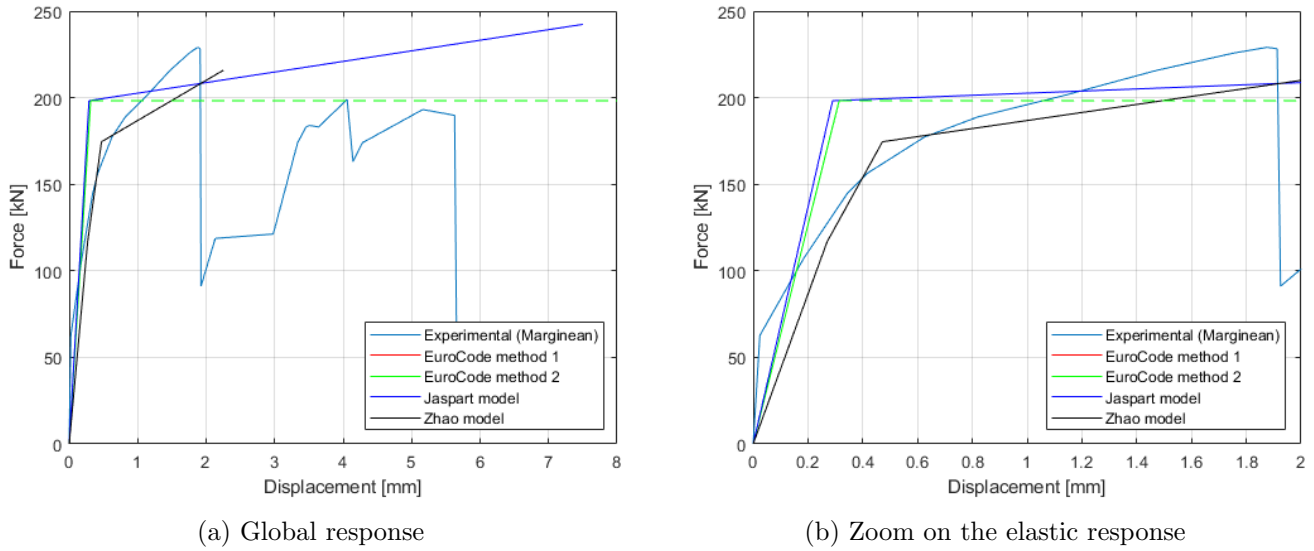 250
200
150
100
50
0
Force [kN]
0 1 2 3 4 5 6 7 8
Displacement [mm]
Experimental (Marginean)
EuroCode method 1
EuroCode method 2
Jaspart model
Zhao model
(a) Global response
250
200
150
100
50
0
Force [kN]
0 0.2 0.4 0.6 0.8 1 1.2 1.4 1.6 1.8 2
Displacement [mm]
Experimental (Marginean)
EuroCode method 1
EuroCode method 2
Jaspart model
Zhao model
(b) Zoom on the elastic response